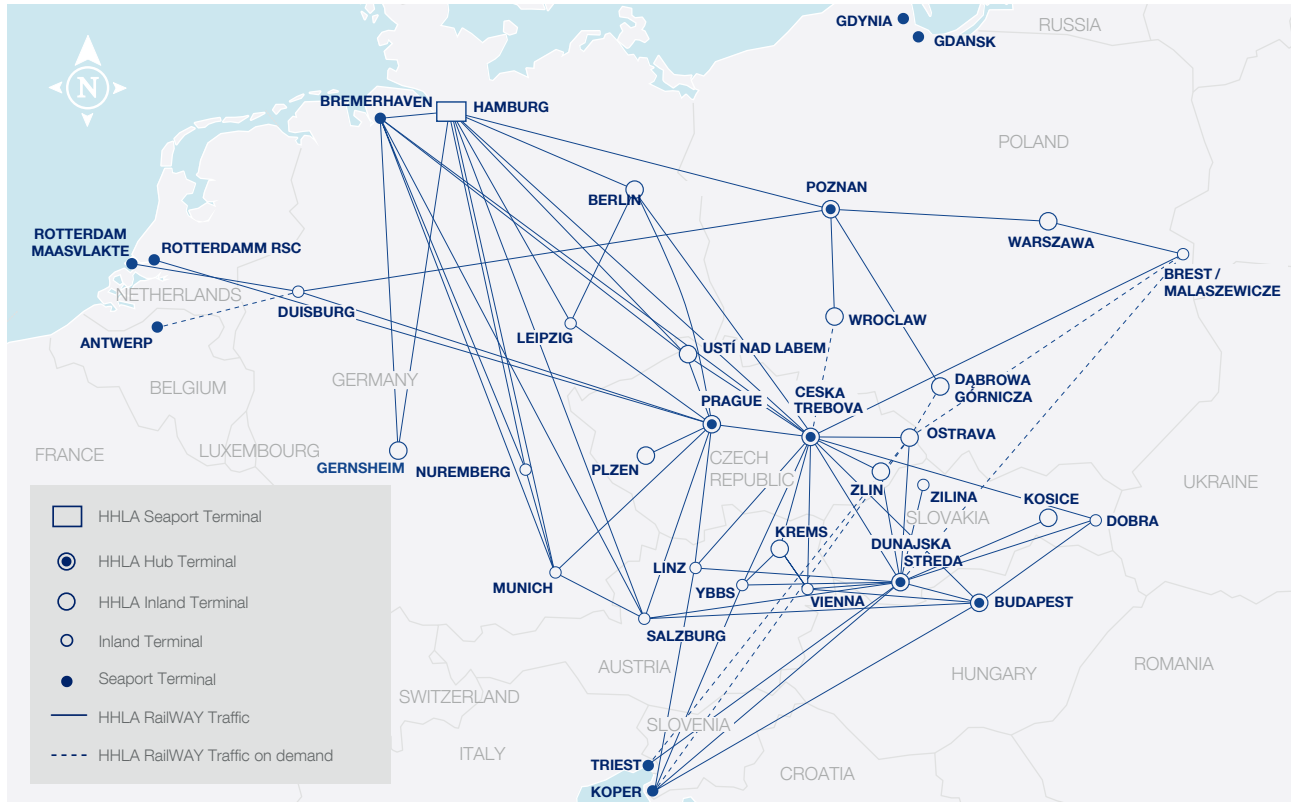 GDYNIA
GDANSK
RUSSIA
N
BREMERHAVEN
HAMBURG
POLAND
BERLIN
POZNAN
WARSZAWA
ROTTERDAM
MAASVLAKTE
ROTTERDAMM RSC
BREST /
MALASZEWICZE
NETHERLANDS
DUISBURG
ANTWERP
LEIPZIG
WROCLAW
USTÍ NAD LABEM
BELGIUM
GERMANY
DĄBROWA
GÓRNICZA
PRAGUE
CESKA
TREBOVA
OSTRAVA
FRANCE
LUXEMBOURG
GERNSHEIM
NUREMBERG
PLZEN
CZECH
REPUBLIC
ZLIN
ZILINA
KOSICE
UKRAINE
SLOVAKIA
DOBRA
KREMS
DUNAJSKA
STREDA
MUNICH
LINZ
YBBS
VIENNA
BUDAPEST
SALZBURG
AUSTRIA
HUNGARY
ROMANIA
SWITZERLAND
SLOVENIA
ITALY
TRIEST
KOPER
CROATIA
HHLA Seaport Terminal
HHLA Hub Terminal
HHLA Inland Terminal
Inland Terminal
Seaport Terminal
HHLA RailWAY Traffic
HHLA RailWAY Traffic on demand